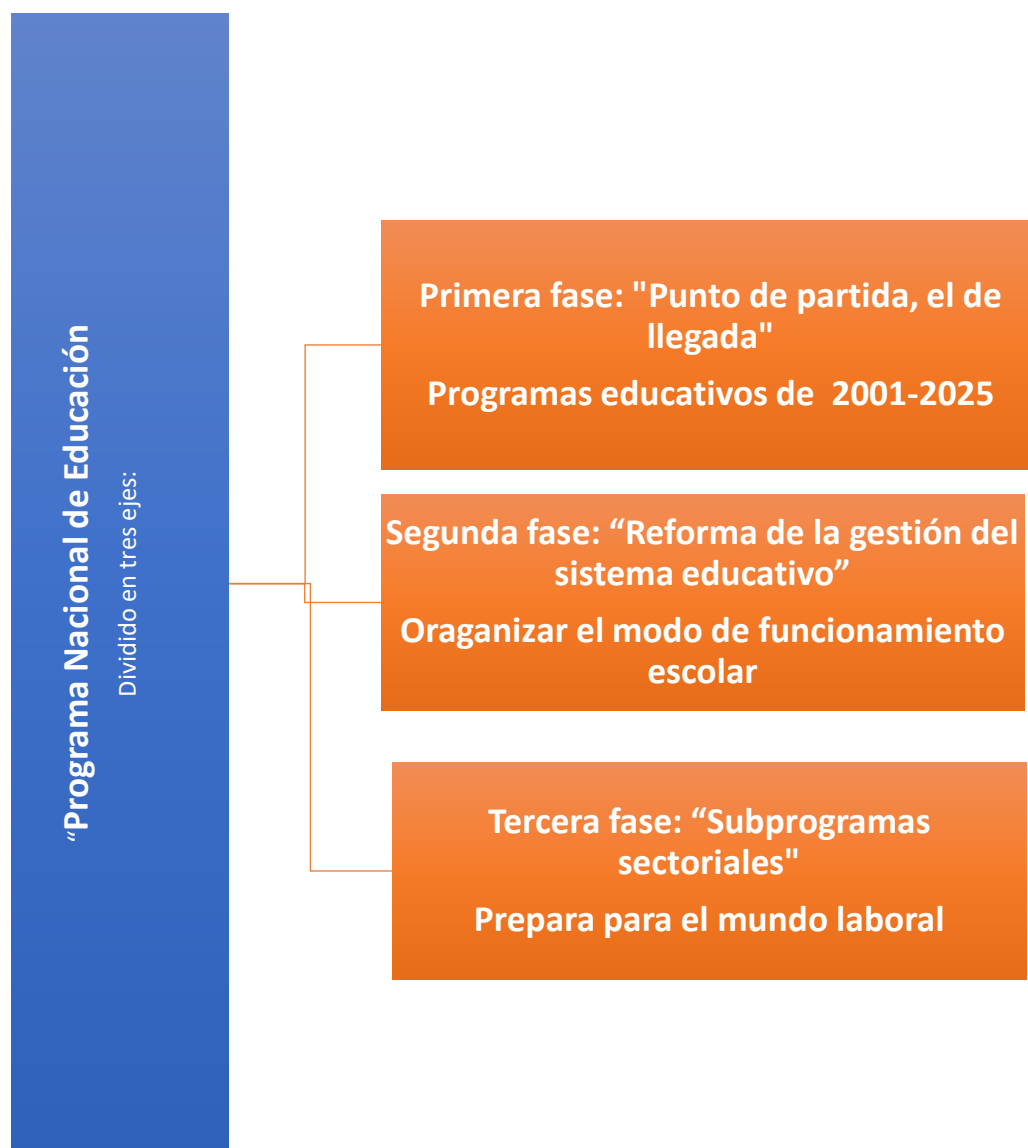 “Programa Nacional de Educación
Dividido en tres ejes:
Primera fase: "Punto de partida, el de
llegada"
Programas educativos de 2001-2025
Segunda fase: “Reforma de la gestión del
sistema educativo”
Oraganizar el modo de funcionamiento
escolar
Tercera fase: “Subprogramas
sectoriales"
Prepara para el mundo laboral